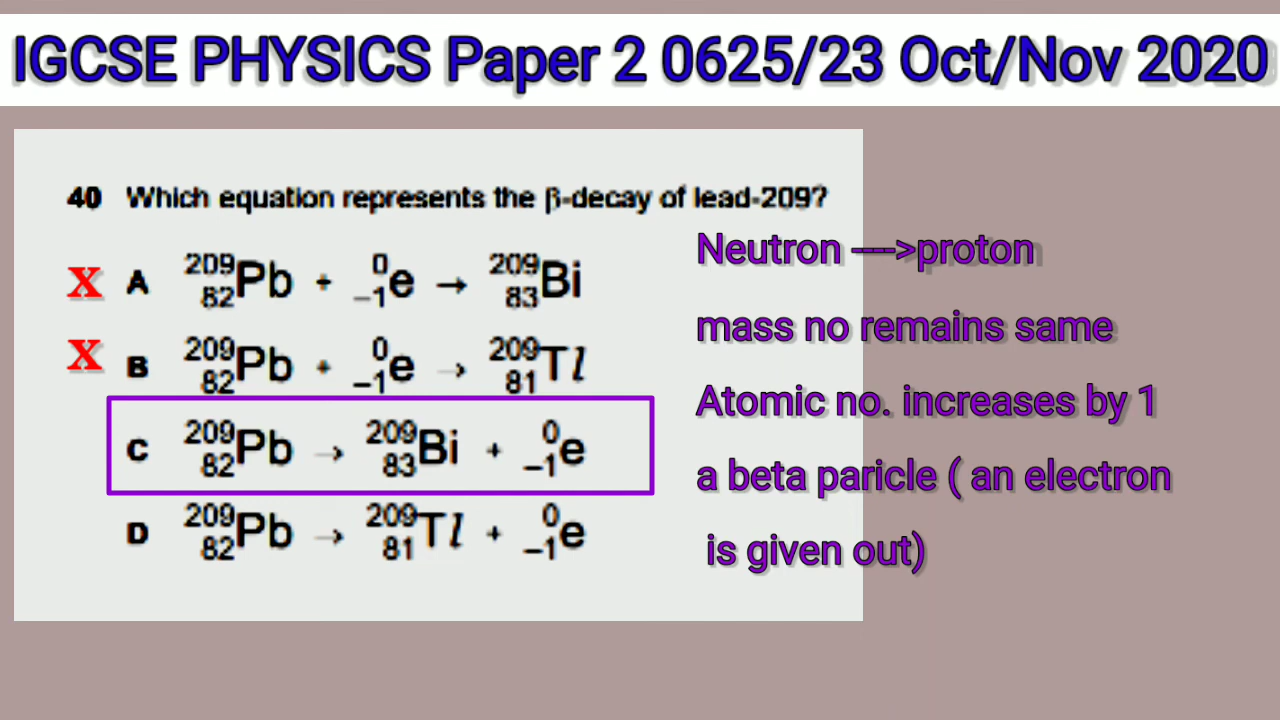 IGCSE PHYSICS Paper 2 0625/23 Oct/Nov 2020
40 Which equation represents the β-decay of lead-209?
X A ²⁰⁹₈₂Pb + ⁰₋₁e → ²⁰⁹₈₃Bi
X B ²⁰⁹₈₂Pb + ⁰₋₁e → ²⁰⁹₈₁Tl
C ²⁰⁹₈₂Pb → ²⁰⁹₈₃Bi + ⁰₋₁e
D ²⁰⁹₈₂Pb → ²⁰⁹₈₁Tl + ⁰₋₁e
Neutron ---->proton
mass no remains same
Atomic no. increases by 1
a beta paricle ( an electron
is given out)